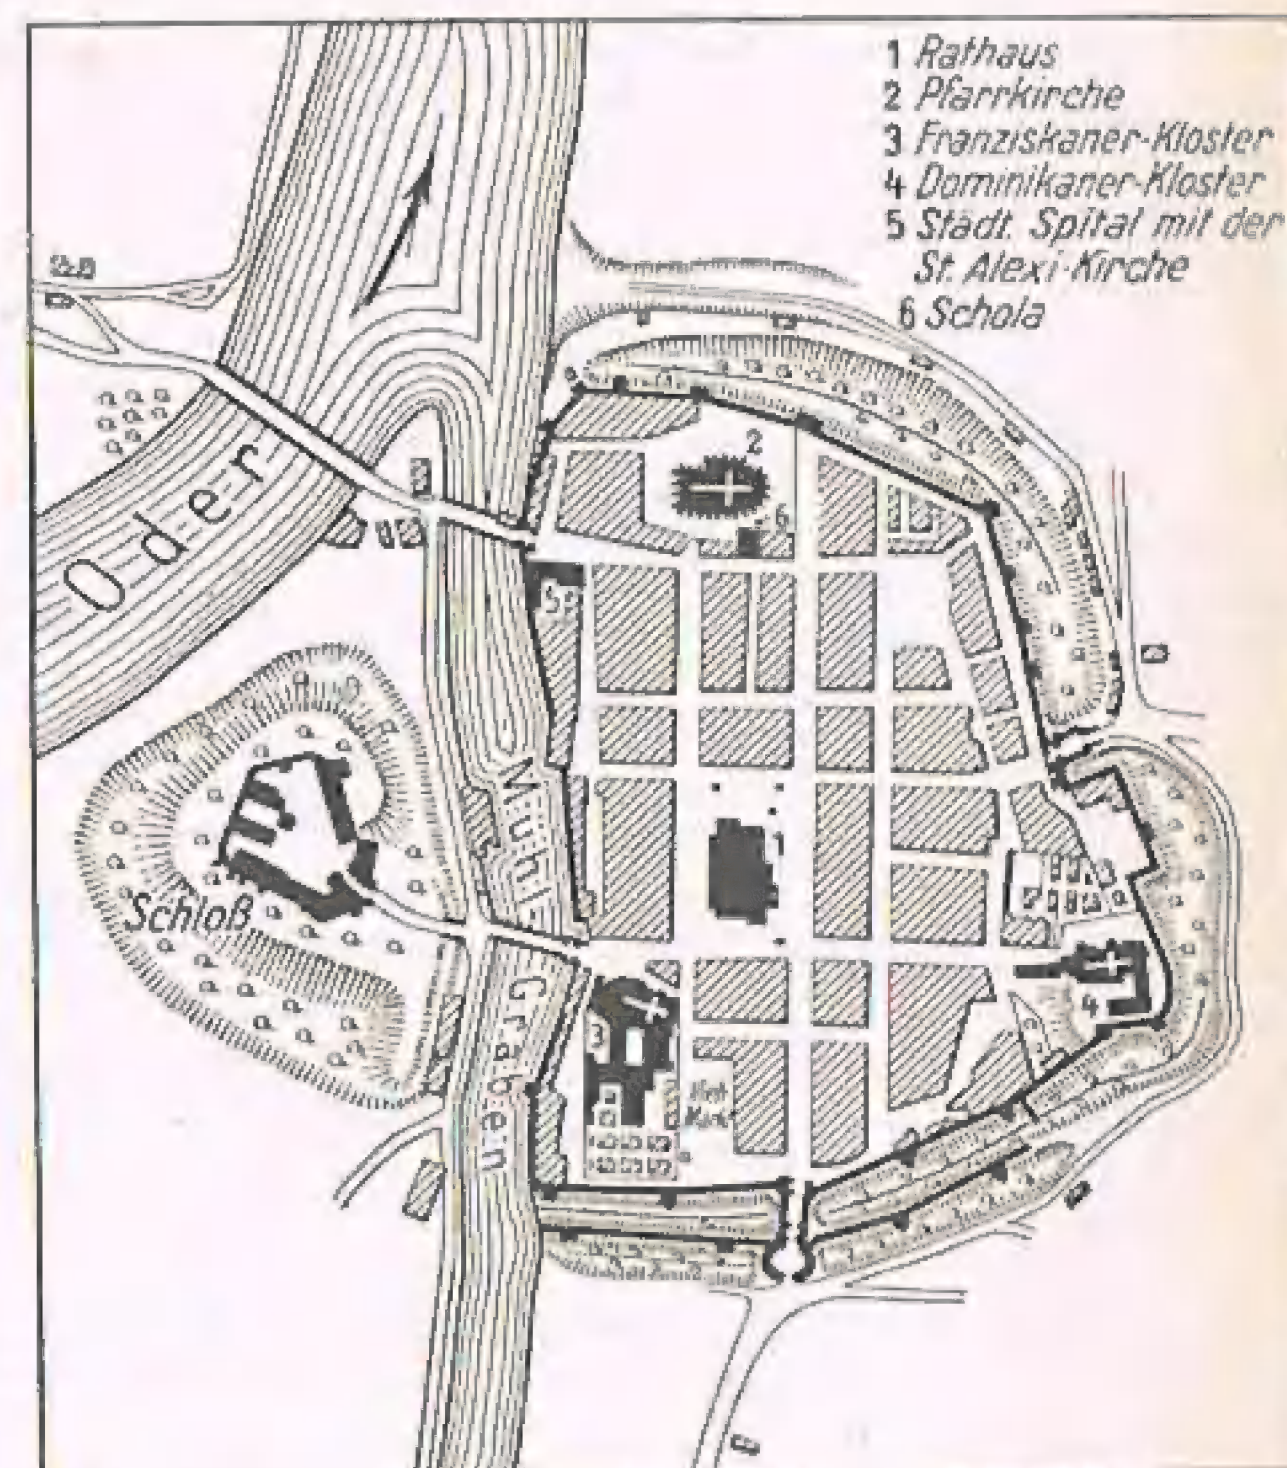 1 Rathaus
2 Pfarrkirche
3 Franziskaner-Kloster
4 Dominikaner-Kloster
5 Städt. Spital mit der
St. Alexi-Kirche
6 Schola
2
6
Oder
5
Mühl-
1
Schloß
Graben
3
4